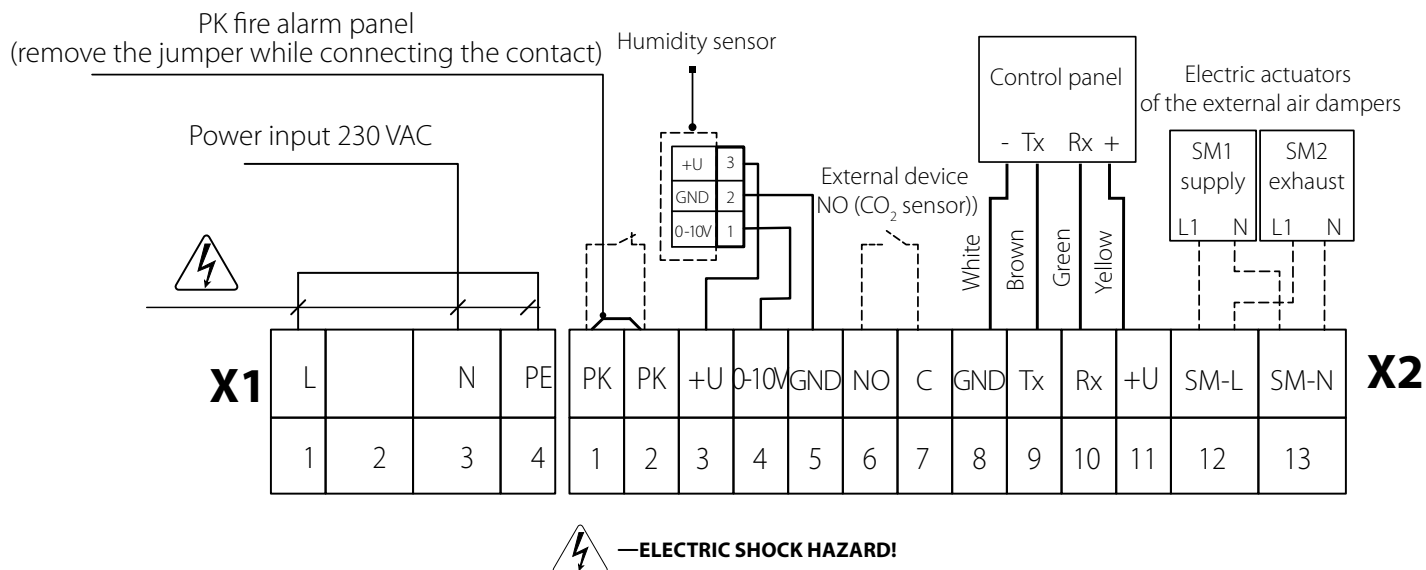 PK fire alarm panel
(remove the jumper while connecting the contact)
Humidity sensor
Control panel
- Tx Rx +
Electric actuators
of the external air dampers
Power input 230 VAC
SM1
supply
L1 N
SM2
exhaust
L1 N
+U 3
GND 2
0-10V 1
External device
NO (CO₂ sensor))
White
Brown
Green
Yellow
X1
L N PE
1 2 3 4
PK PK +U 0-10V GND NO C GND Tx Rx +U SM-L SM-N
1 2 3 4 5 6 7 8 9 10 11 12 13
X2
—ELECTRIC SHOCK HAZARD!